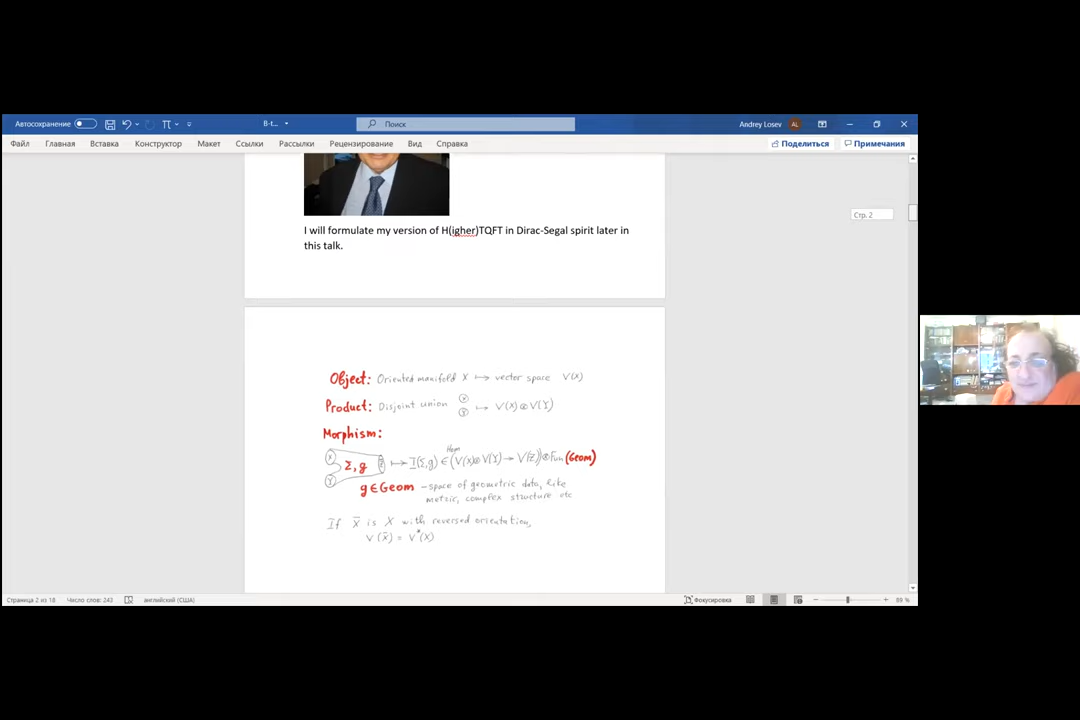 Автосохранение
B-t...
Поиск
Andrey Losev
AL
Файл
Главная
Вставка
Конструктор
Макет
Ссылки
Рассылки
Рецензирование
Вид
Справка
Поделиться
Примечания
Стр. 2
I will formulate my version of H(igher)TQFT in Dirac-Segal spirit later in
this talk.
Object: Oriented manifold X ↦ vector space V(X)
Product: Disjoint union Ⓧ Ⓨ ↦ V(X)⊗V(Y)
Morphism:
Hom
X Y Σ, g Z ↦ I(Σ,g) ∈ (V(X)⊗V(Y) → V(Z))⊗Fun(Geom)
g∈Geom – space of geometric data, like
metric, complex structure etc
If X̄ is X with reversed orientation,
V(X̄) = V*(X)
Страница 2 из 18
Число слов: 243
английский (США)
Фокусировка
89 %